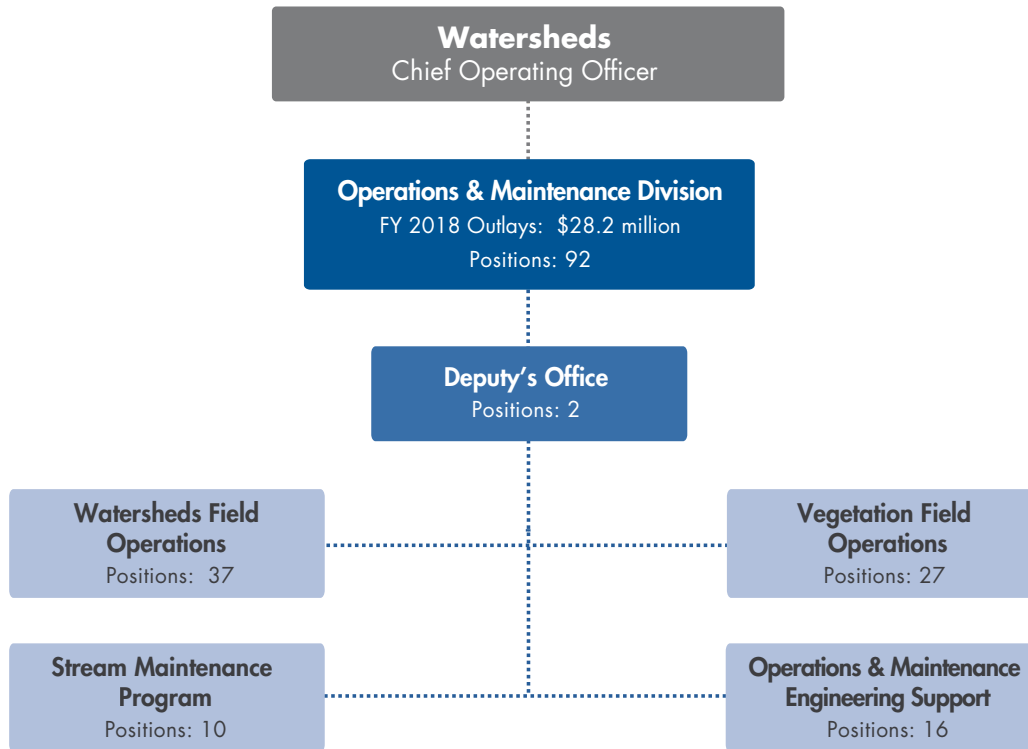 Watersheds
Chief Operating Officer
Operations & Maintenance Division
FY 2018 Outlays: $28.2 million
Positions: 92
Deputy’s Office
Positions: 2
Watersheds Field
Operations
Positions: 37
Vegetation Field
Operations
Positions: 27
Stream Maintenance
Program
Positions: 10
Operations & Maintenance
Engineering Support
Positions: 16